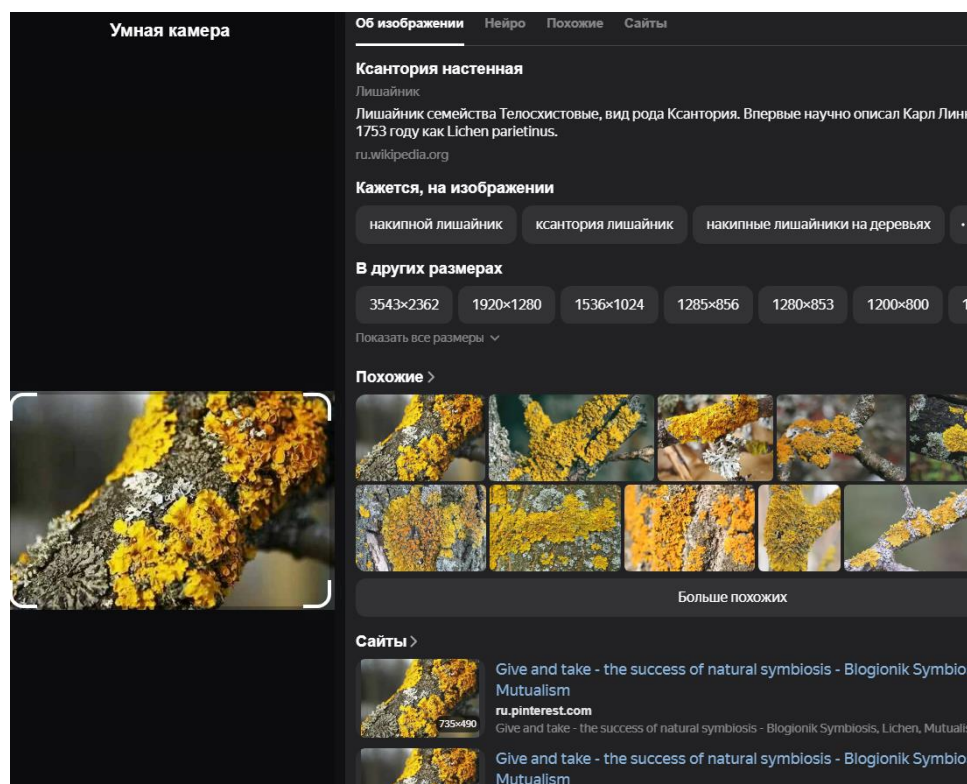 Умная камера
Об изображении Нейро Похожие Сайты
Ксантория настенная
Лишайник
Лишайник семейства Телосхистовые, вид рода Ксантория. Впервые научно описал Карл
1753 году как Lichen parietinus.
ru.wikipedia.org
Кажется, на изображении
накипной лишайник ксантория лишайник накипные лишайники на деревьях
В других размерах
3543×2362 1920×1280 1536×1024 1285×856 1280×853 1200×800 1
Показать все размеры
Похожие
Больше похожих
Сайты
Give and take - the success of natural symbiosis - Blogionik Symbio
Mutualism
ru.pinterest.com
735×490
Give and take - the success of natural symbiosis - Blogionik Symbiosis, Lichen, Mutuali
Give and take - the success of natural symbiosis - Blogionik Symbio
Mutualism